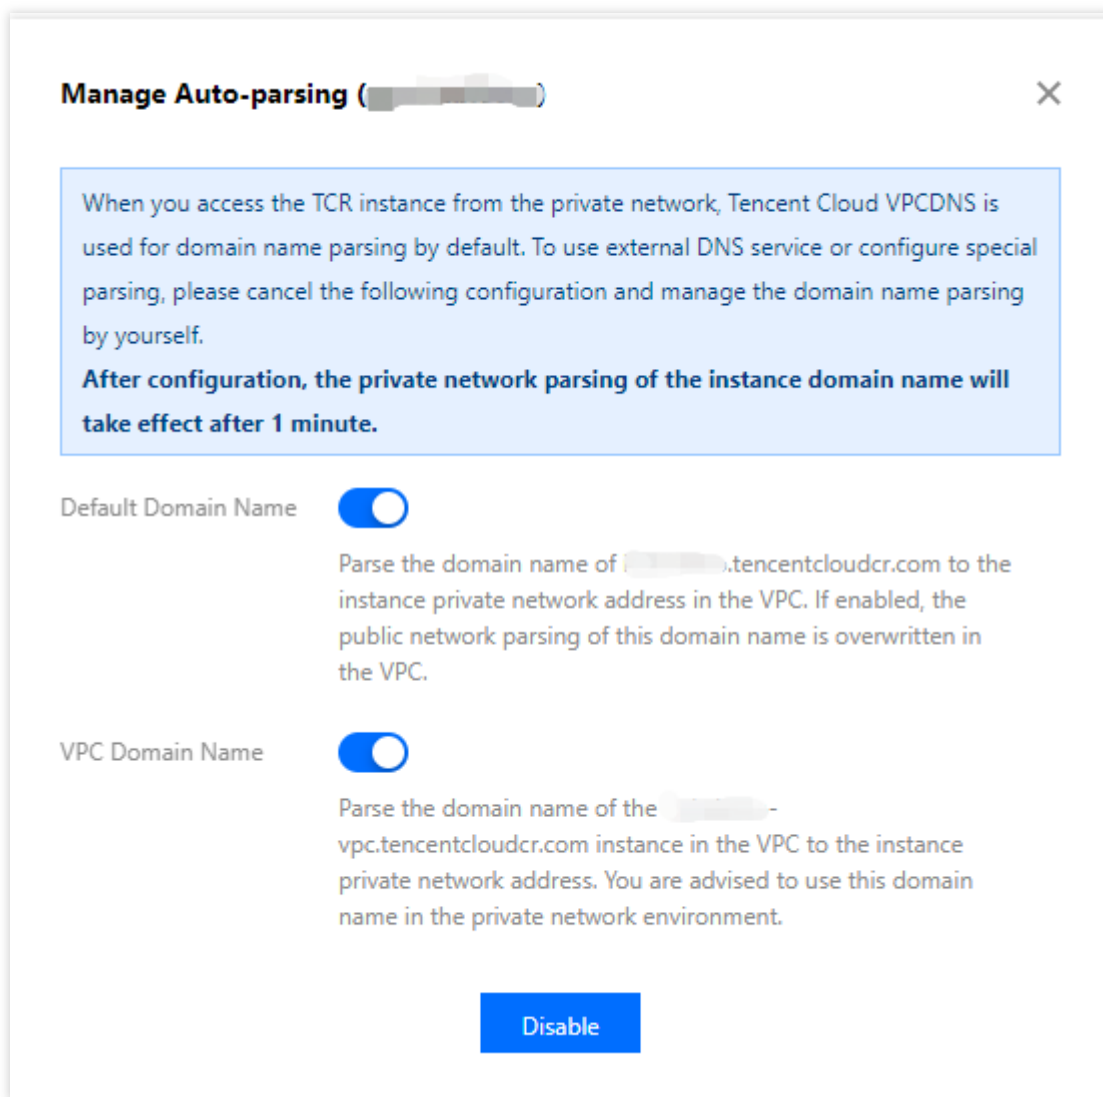 Manage Auto-parsing ( )
When you access the TCR instance from the private network, Tencent Cloud VPCDNS is
used for domain name parsing by default. To use external DNS service or configure special
parsing, please cancel the following configuration and manage the domain name parsing
by yourself.
After configuration, the private network parsing of the instance domain name will
take effect after 1 minute.
Default Domain Name
Parse the domain name of .tencentcloudcr.com to the
instance private network address in the VPC. If enabled, the
public network parsing of this domain name is overwritten in
the VPC.
VPC Domain Name
Parse the domain name of the -
vpc.tencentcloudcr.com instance in the VPC to the instance
private network address. You are advised to use this domain
name in the private network environment.
Disable